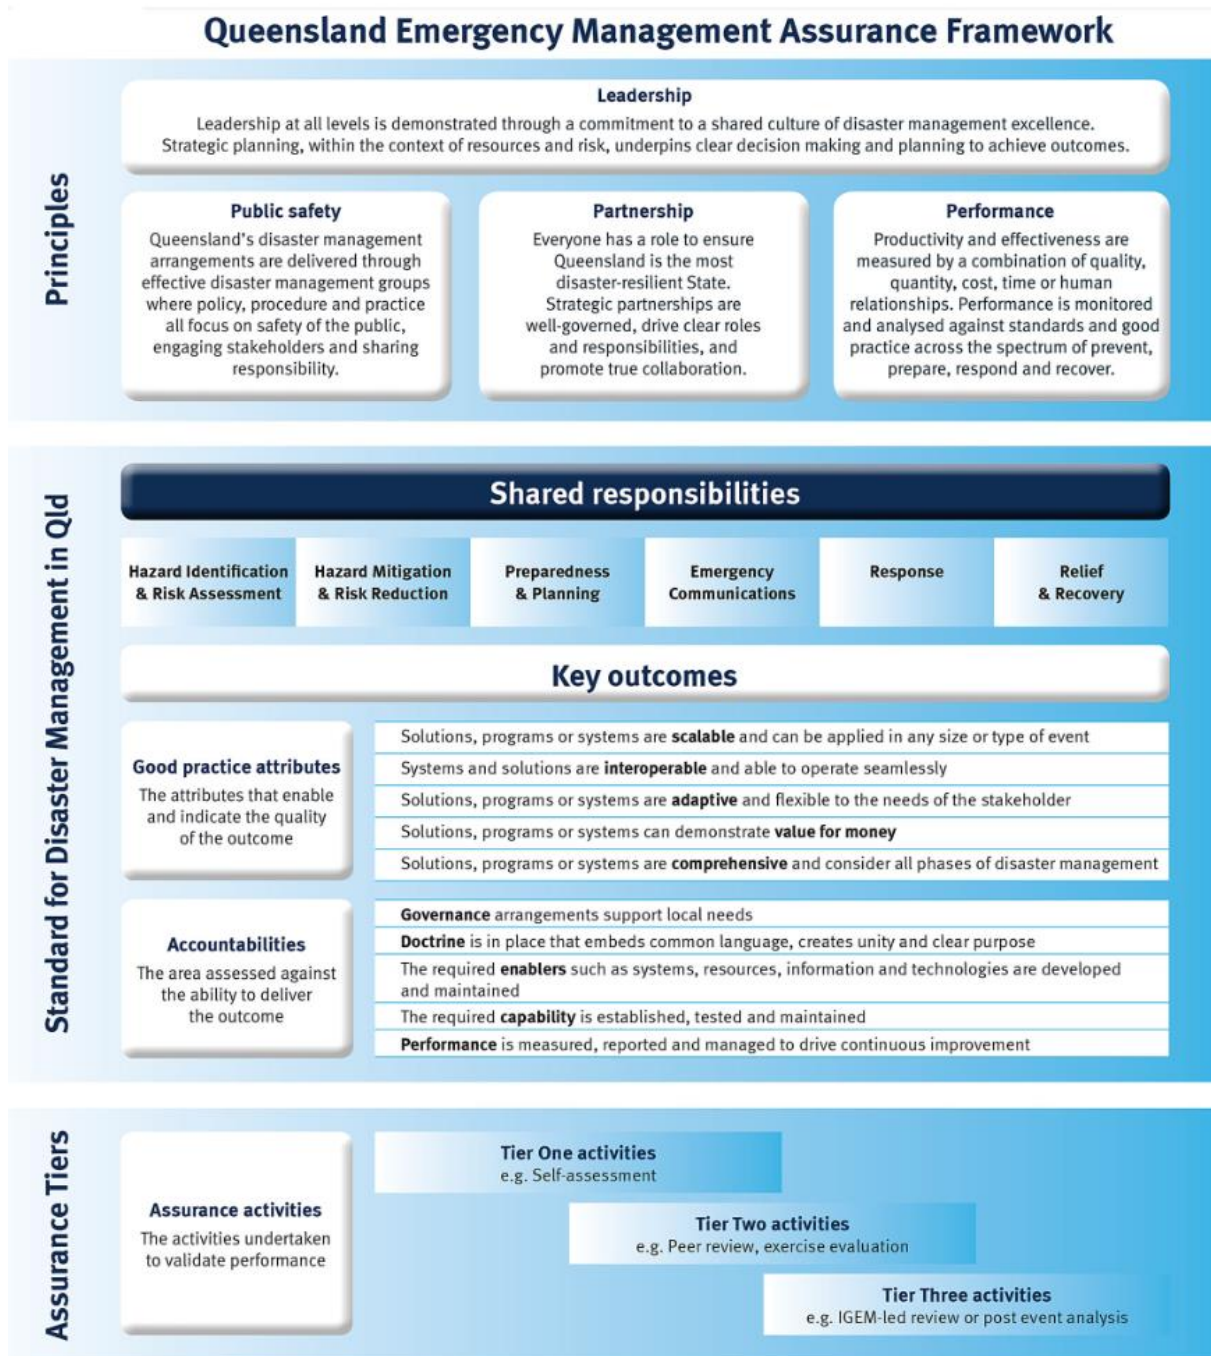 Queensland Emergency Management Assurance Framework
Principles
Leadership
Leadership at all levels is demonstrated through a commitment to a shared culture of disaster management excellence.
Strategic planning, within the context of resources and risk, underpins clear decision making and planning to achieve outcomes.
Public safety
Queensland's disaster management
arrangements are delivered through
effective disaster management groups
where policy, procedure and practice
all focus on safety of the public,
engaging stakeholders and sharing
responsibility.
Partnership
Everyone has a role to ensure
Queensland is the most
disaster-resilient State.
Strategic partnerships are
well-governed, drive clear roles
and responsibilities, and
promote true collaboration.
Performance
Productivity and effectiveness are
measured by a combination of quality,
quantity, cost, time or human
relationships. Performance is monitored
and analysed against standards and good
practice across the spectrum of prevent,
prepare, respond and recover.
Standard for Disaster Management in Qld
Shared responsibilities
Hazard Identification
& Risk Assessment
Hazard Mitigation
& Risk Reduction
Preparedness
& Planning
Emergency
Communications
Response
Relief
& Recovery
Key outcomes
Good practice attributes
The attributes that enable
and indicate the quality
of the outcome
Solutions, programs or systems are scalable and can be applied in any size or type of event
Systems and solutions are interoperable and able to operate seamlessly
Solutions, programs or systems are adaptive and flexible to the needs of the stakeholder
Solutions, programs or systems can demonstrate value for money
Solutions, programs or systems are comprehensive and consider all phases of disaster management
Accountabilities
The area assessed against
the ability to deliver
the outcome
Governance arrangements support local needs
Doctrine is in place that embeds common language, creates unity and clear purpose
The required enablers such as systems, resources, information and technologies are developed
and maintained
The required capability is established, tested and maintained
Performance is measured, reported and managed to drive continuous improvement
Assurance Tiers
Assurance activities
The activities undertaken
to validate performance
Tier One activities
e.g. Self-assessment
Tier Two activities
e.g. Peer review, exercise evaluation
Tier Three activities
e.g. IGEM-led review or post event analysis